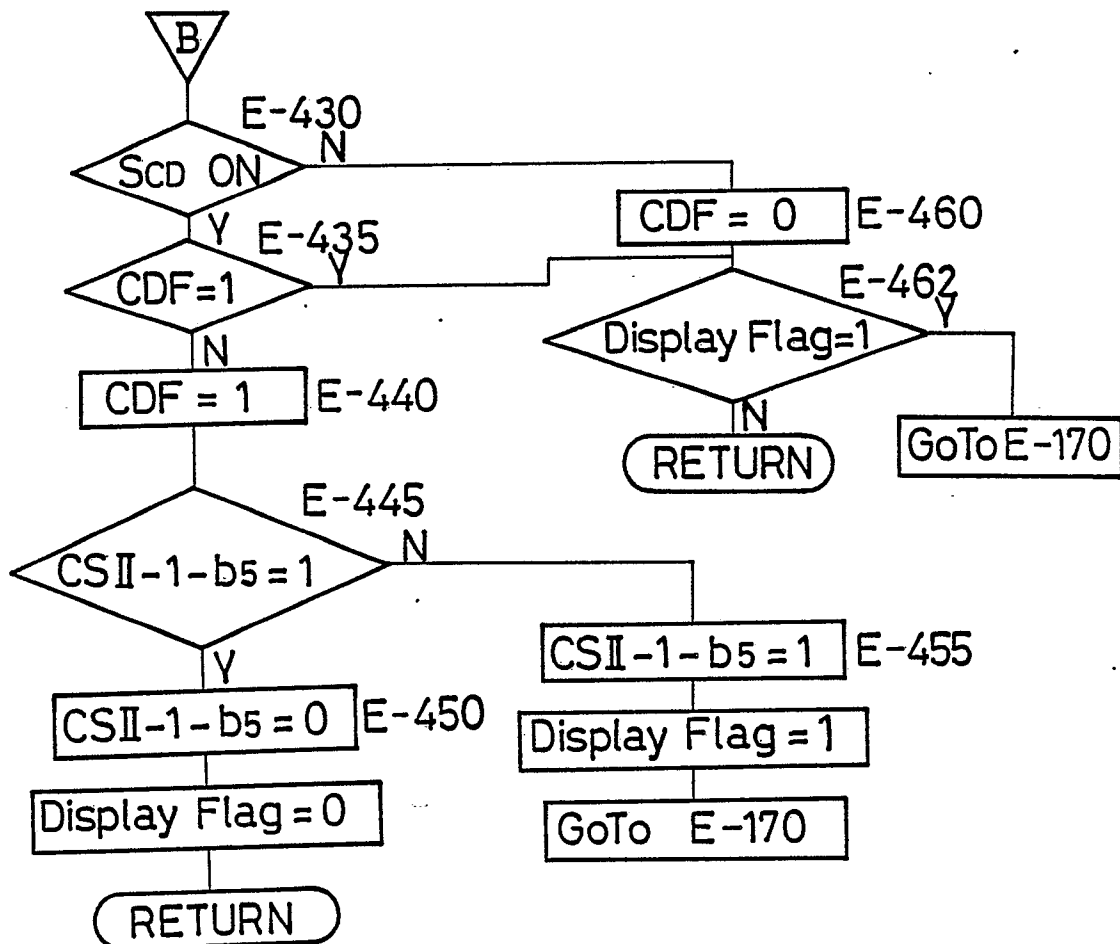 B
E-430
SCD ON
N
Y
CDF = 0
E-460
E-435
CDF=1
Y
E-462
Display Flag=1
Y
N
N
CDF = 1
E-440
RETURN
GoTo E-170
E-445
CSⅡ-1-b5 = 1
N
Y
CSⅡ-1-b5=1
E-455
CSⅡ-1-b5=0
E-450
Display Flag=1
Display Flag=0
GoTo E-170
RETURN